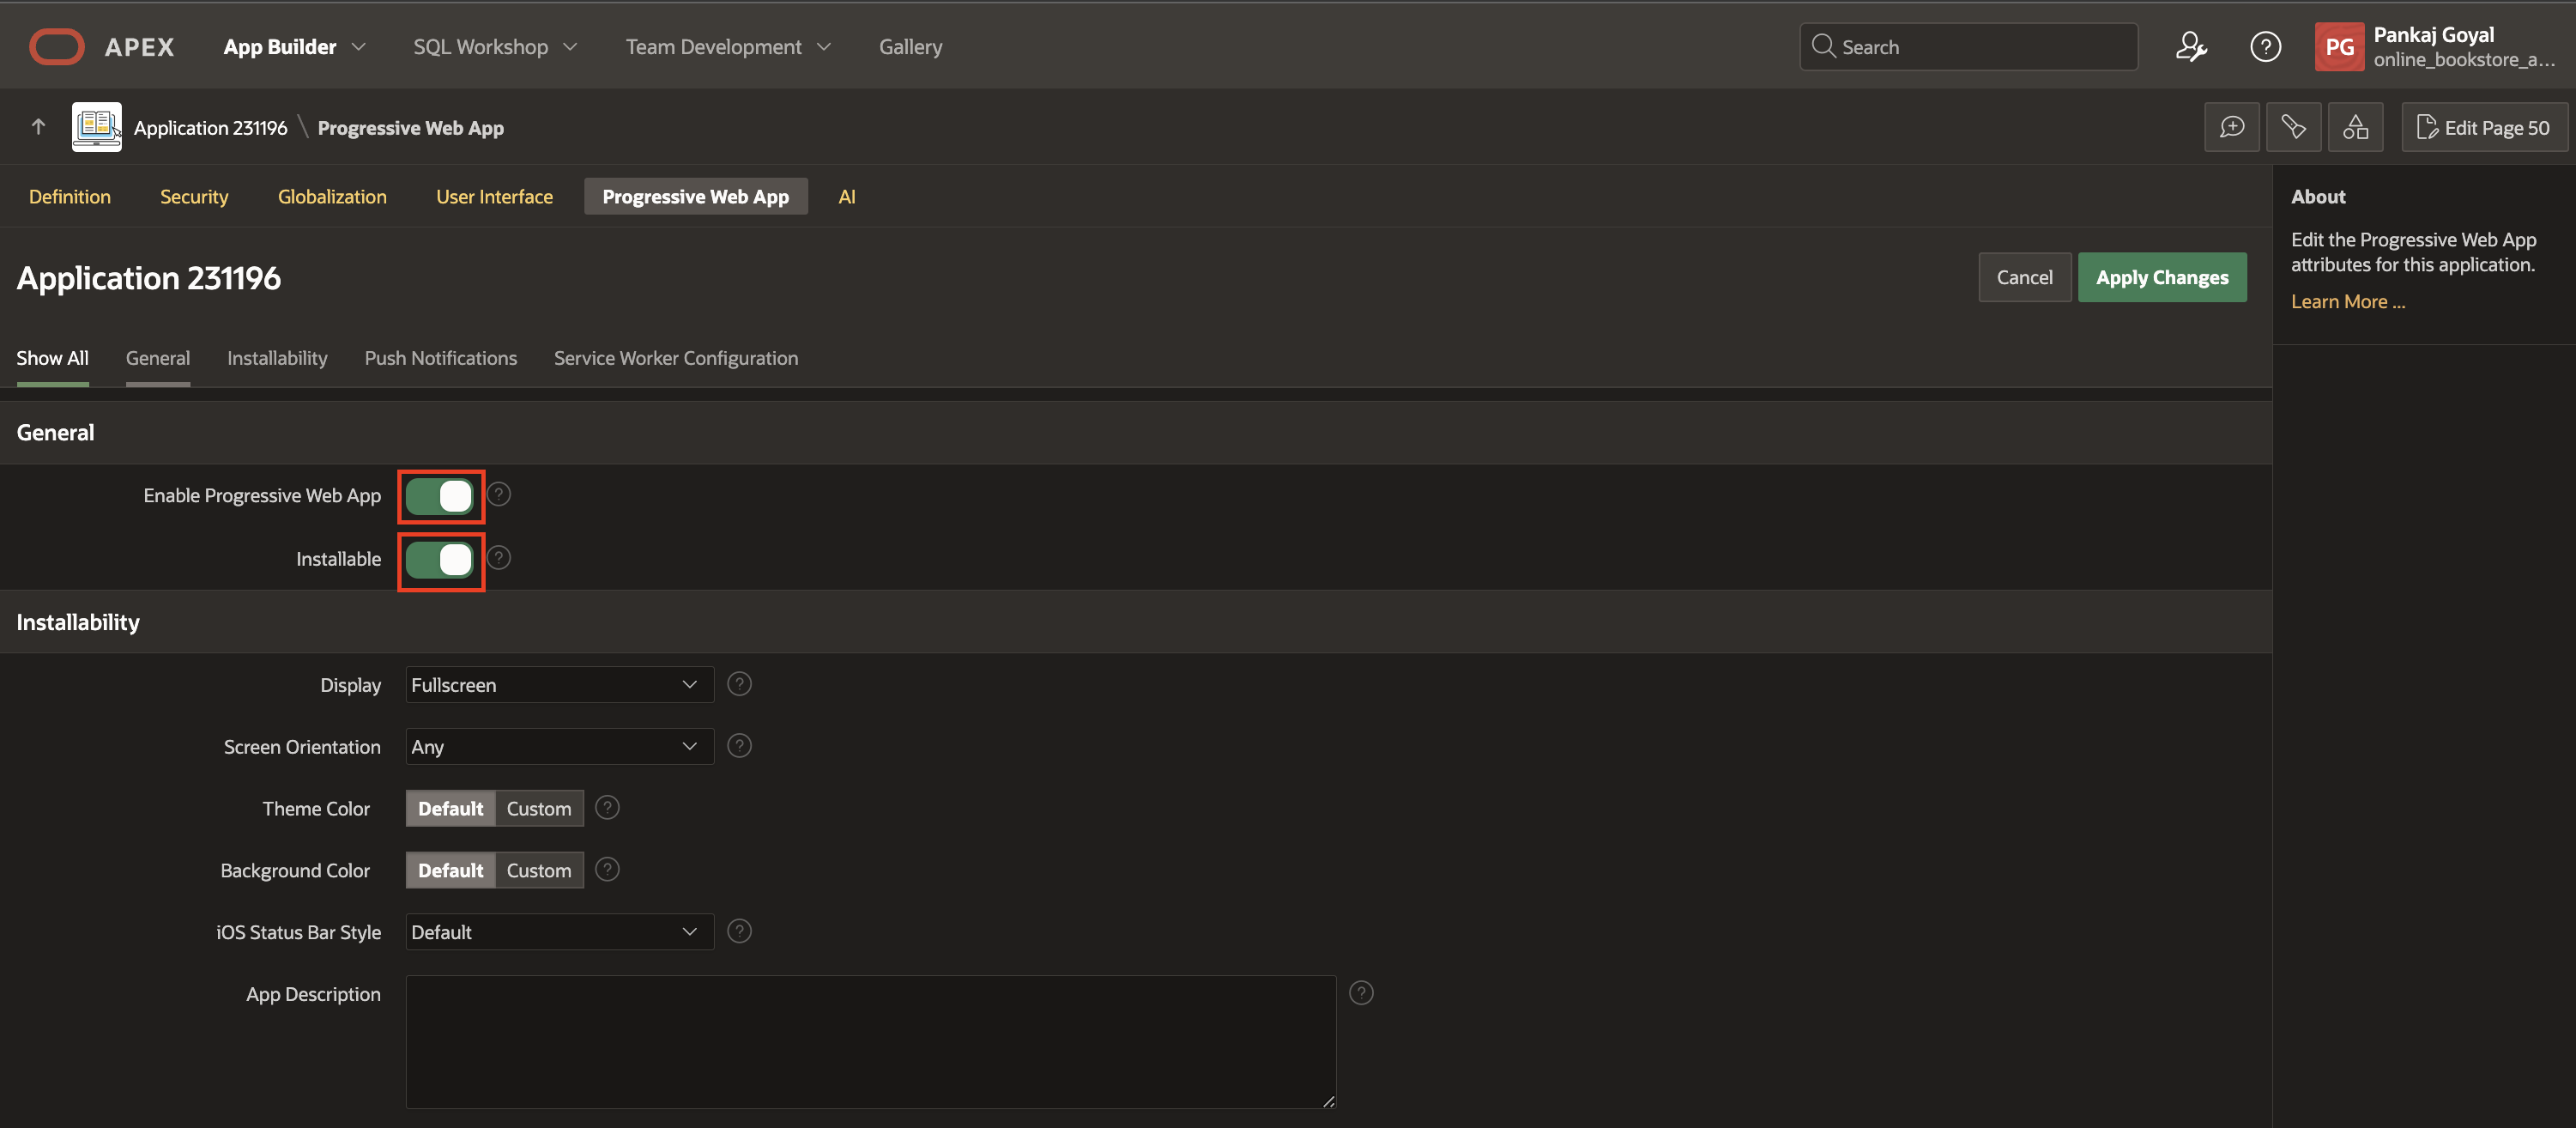 APEX App Builder SQL Workshop Team Development Gallery Search ? PG Pankaj Goyal
online_bookstore_a...
Application 231196 \ Progressive Web App Edit Page 50
Definition Security Globalization User Interface Progressive Web App AI
About
Edit the Progressive Web App
attributes for this application.
Learn More ...
Application 231196 Cancel Apply Changes
Show All General Installability Push Notifications Service Worker Configuration
General
Enable Progressive Web App ?
Installable ?
Installability
Display Fullscreen ?
Screen Orientation Any ?
Theme Color Default Custom ?
Background Color Default Custom ?
iOS Status Bar Style Default ?
App Description ?